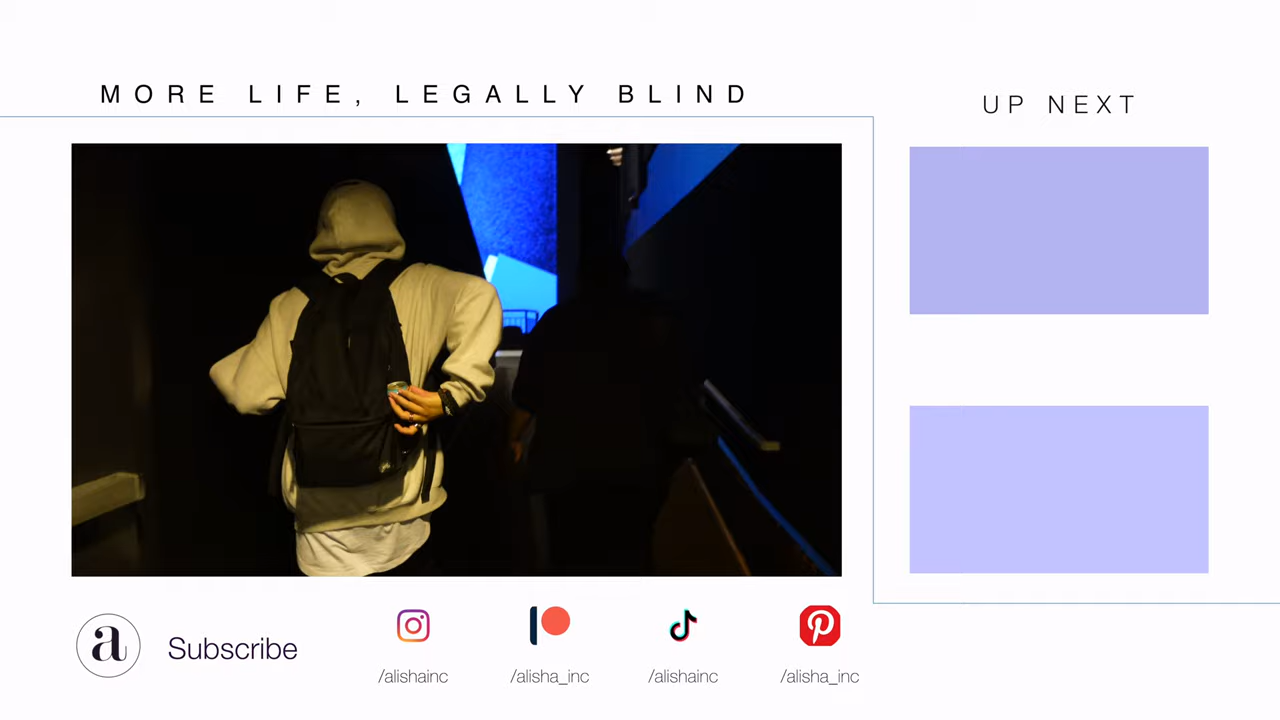 MORE LIFE, LEGALLY BLIND
UP NEXT
a
Subscribe
/alishainc
/alisha_inc
/alishainc
/alisha_inc